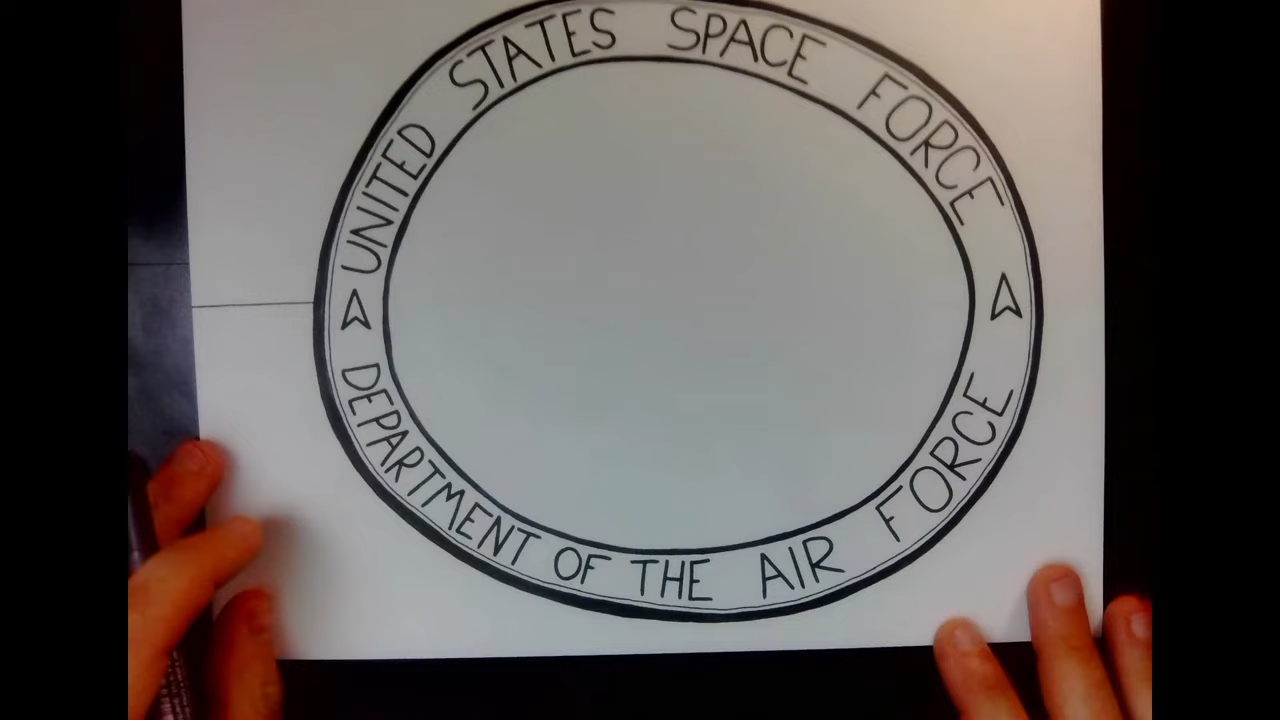 UNITED STATES SPACE FORCE
DEPARTMENT OF THE AIR FORCE